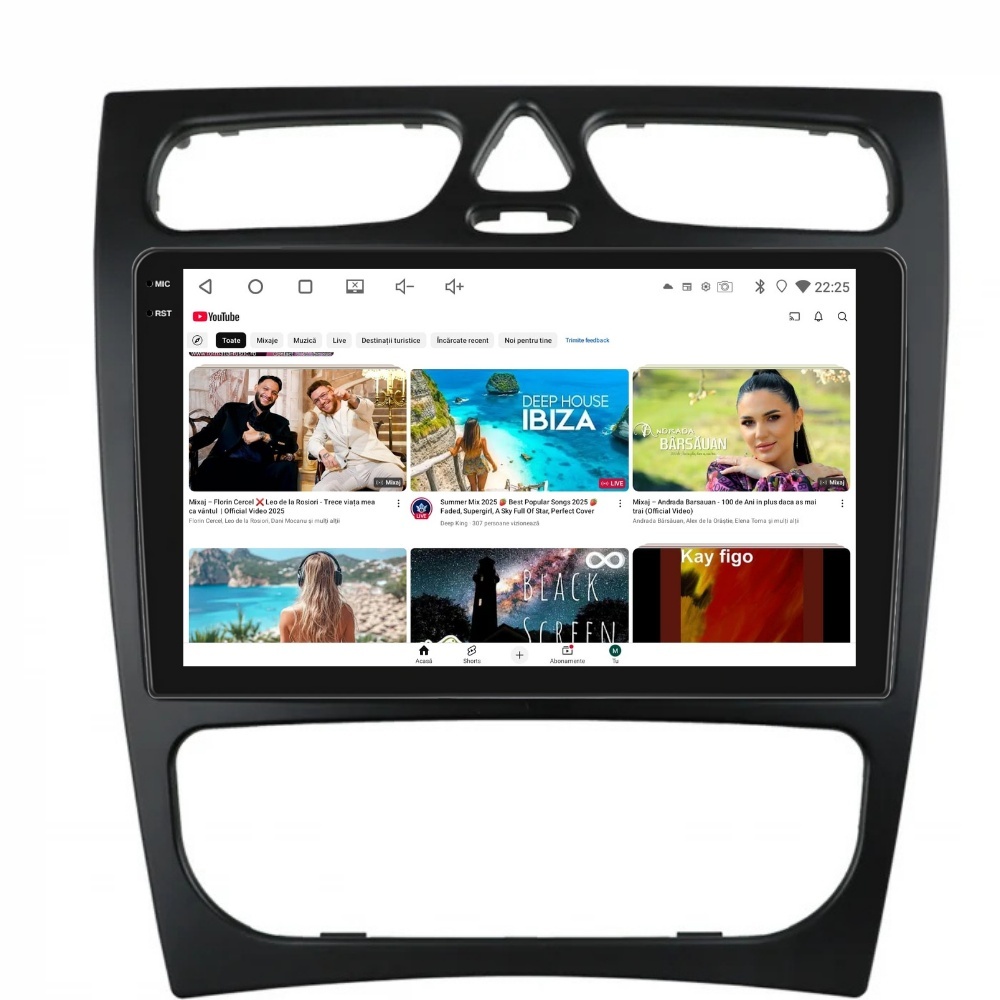 MIC
RST
22:25
YouTube
Toate
Mixaje
Muzică
Live
Destinații turistice
Încărcate recent
Noi pentru tine
Trimite feedback
DEEP HOUSE
IBIZA
ANDRADA
BÂRSĂUAN
Mixaj
LIVE
Mixaj
Mixaj – Florin Cercel ❌ Leo de la Rosiori - Trece viața mea
ca vântul | Official Video 2025
Florin Cercel, Leo de la Rosiori, Dani Mocanu și mulți alții
LIVE
Summer Mix 2025 🍓 Best Popular Songs 2025 🍓
Faded, Supergirl, A Sky Full Of Star, Perfect Cover
Deep King · 307 persoane vizionează
Mixaj – Andrada Barsauan - 100 de Ani in plus daca as mai
trai (Official Video)
Andrada Bârsăuan, Alex de la Orăștie, Elena Toma și mulți alții
BLACK
SCREEN
Kay figo
Acasă
Shorts
Abonamente
M
Tu